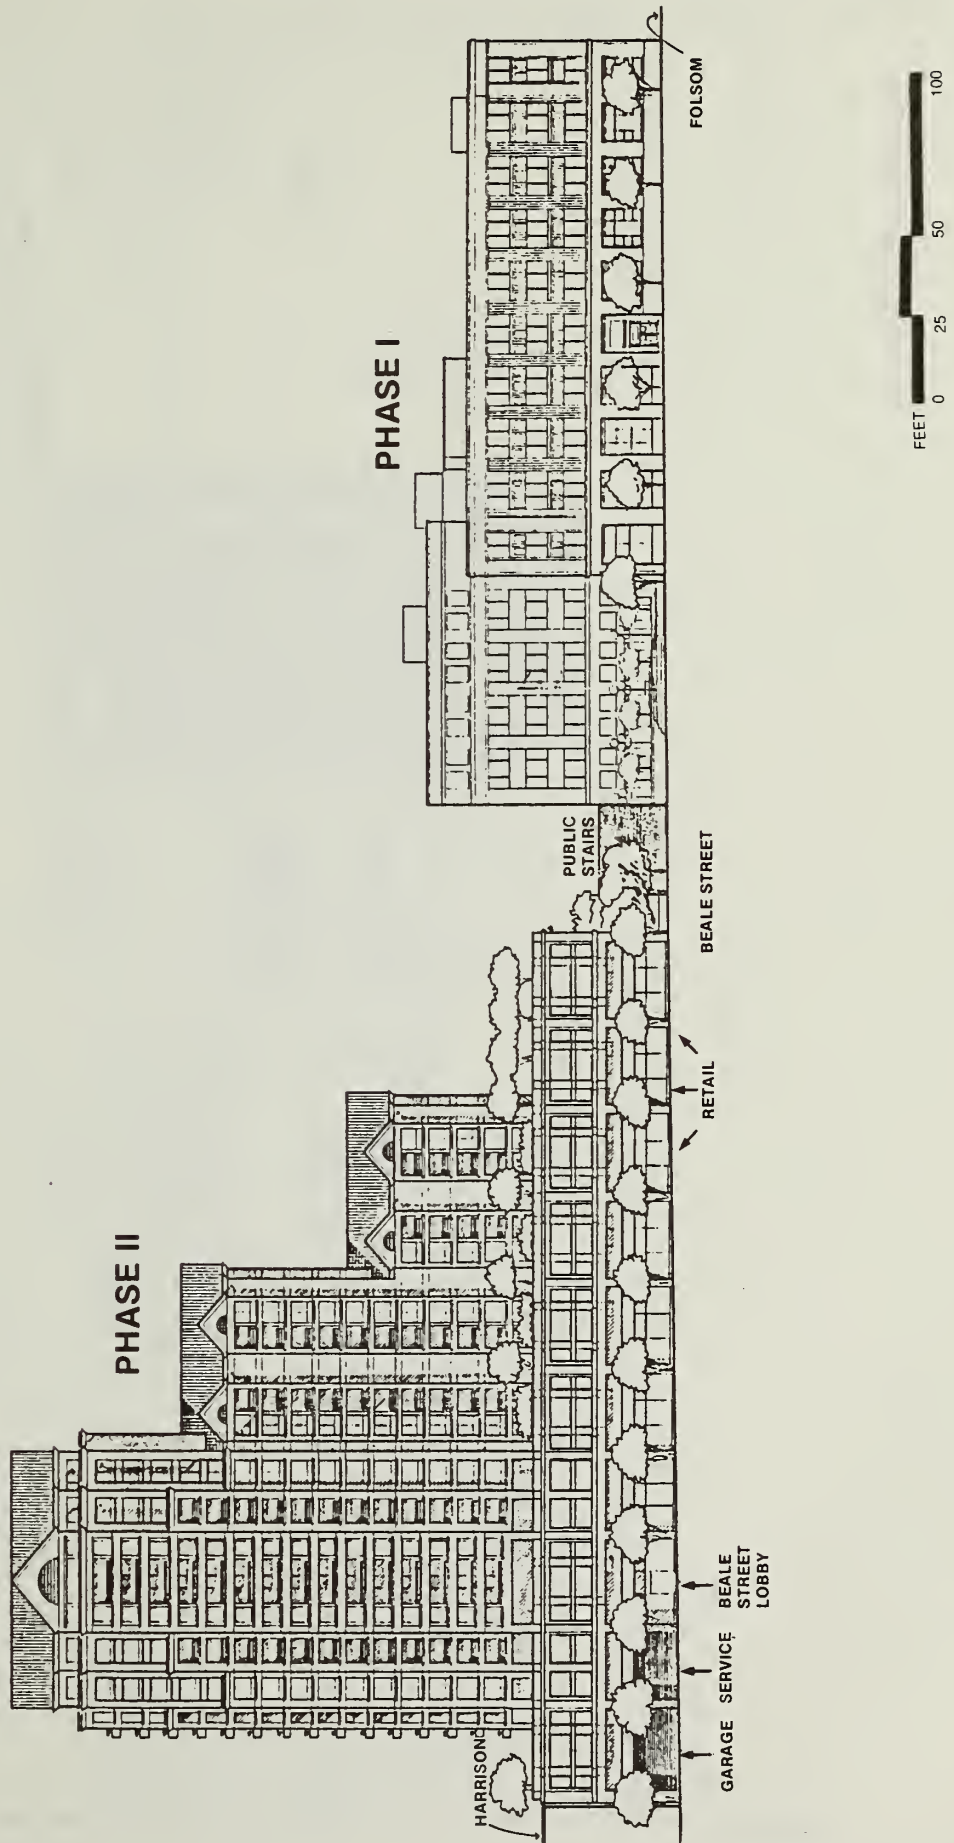 PHASE II
PHASE I
HARRISON
PUBLIC
STAIRS
FOLSOM
GARAGE
SERVICE
BEALE
STREET
LOBBY
RETAIL
BEALE STREET
FEET
0
25
50
100